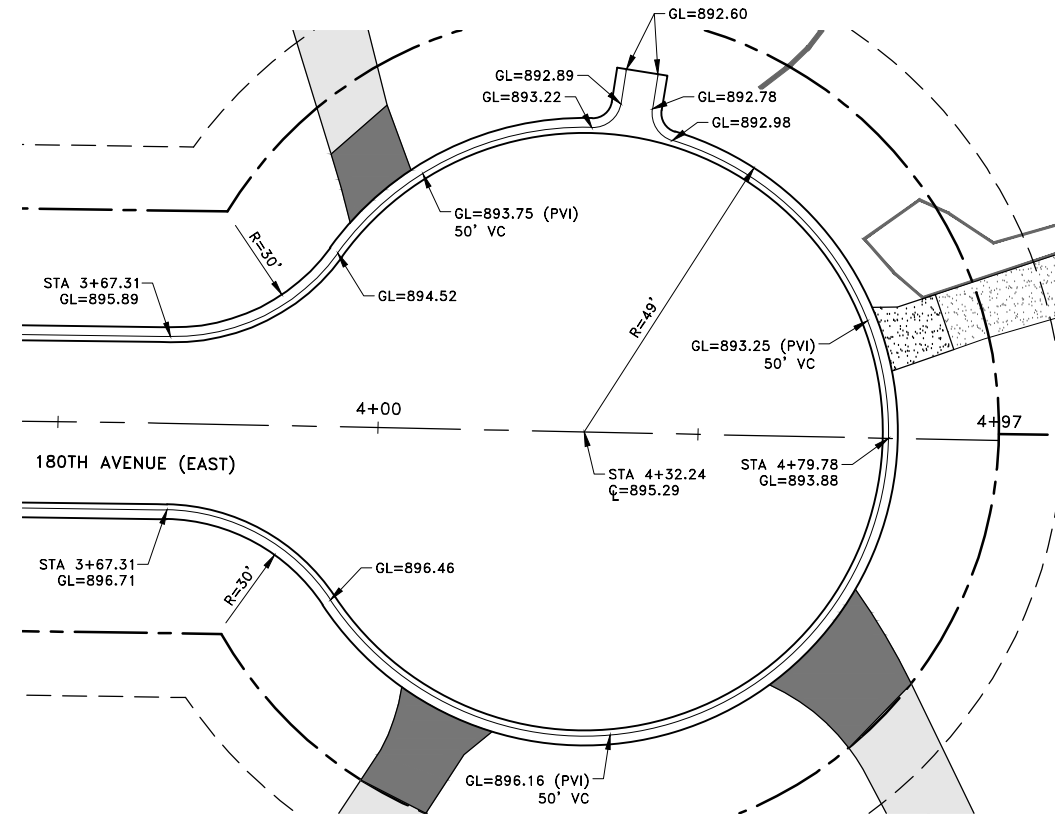 GL=892.60
GL=892.89
GL=893.22
GL=892.78
GL=892.98
GL=893.75 (PVI)
50' VC
R=30'
STA 3+67.31
GL=895.89
GL=894.52
R=49'
GL=893.25 (PVI)
50' VC
4+00
4+97
180TH AVENUE (EAST)
STA 4+32.24
℄=895.29
STA 4+79.78
GL=893.88
STA 3+67.31
GL=896.71
R=30'
GL=896.46
GL=896.16 (PVI)
50' VC